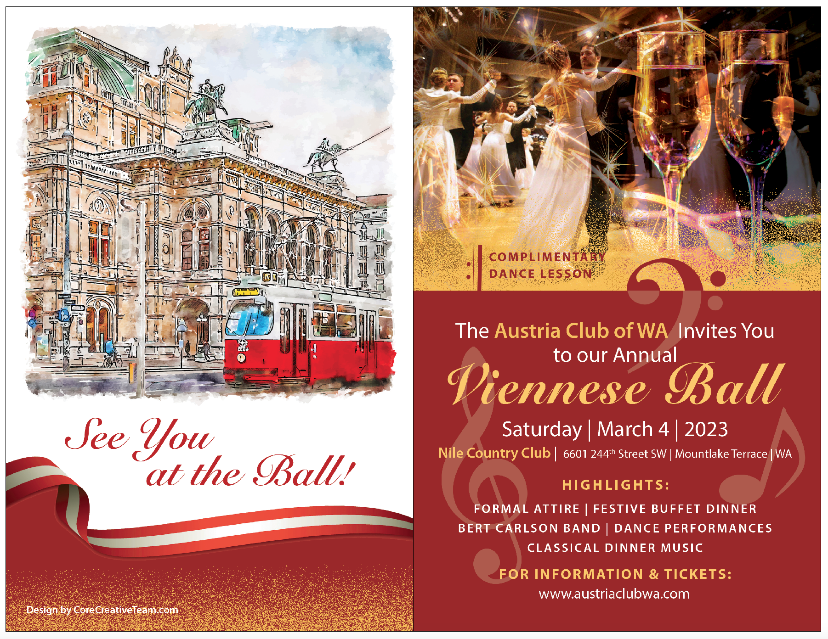 See You
at the Ball!
Design by CoreCreativeTeam.com
COMPLIMENTARY
DANCE LESSON
The Austria Club of WA Invites You
to our Annual
Viennese Ball
Saturday | March 4 | 2023
Nile Country Club | 6601 244th Street SW | Mountlake Terrace | WA
HIGHLIGHTS:
FORMAL ATTIRE | FESTIVE BUFFET DINNER
BERT CARLSON BAND | DANCE PERFORMANCES
CLASSICAL DINNER MUSIC
FOR INFORMATION & TICKETS:
www.austriaclubwa.com